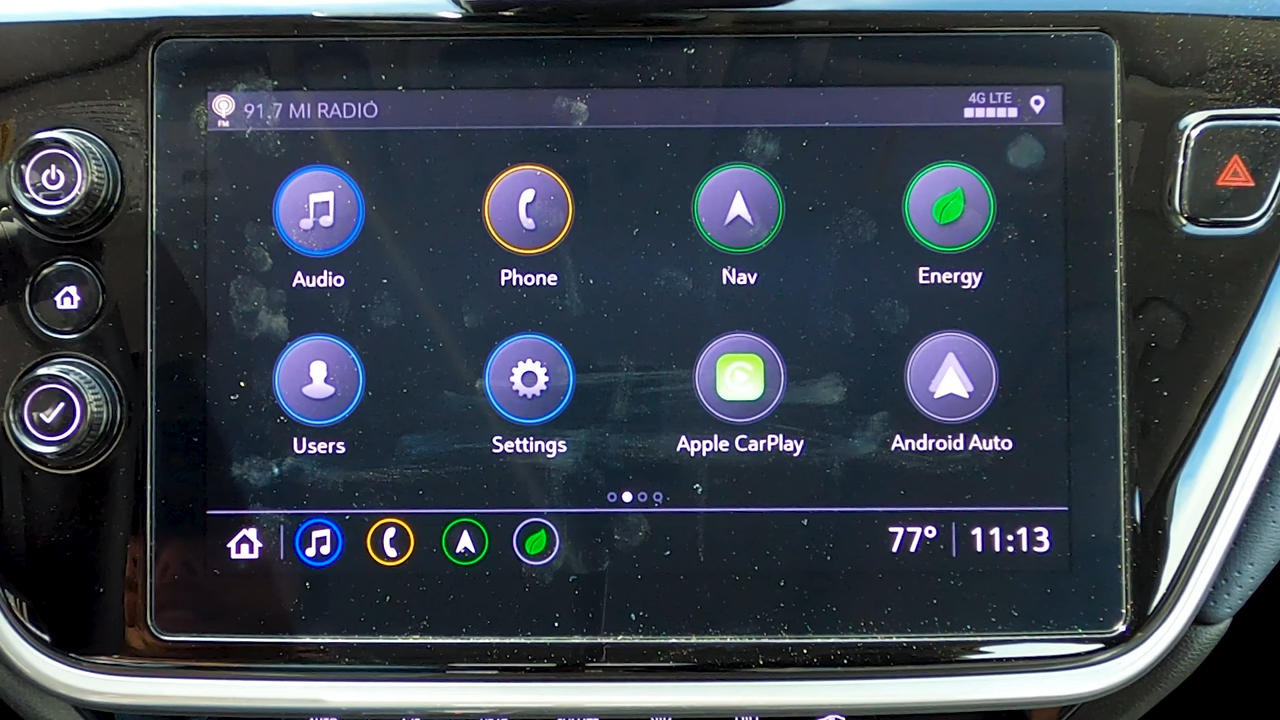 91.7 MI RADIO
FM
4G LTE
Audio
Phone
Nav
Energy
Users
Settings
Apple CarPlay
Android Auto
77° 11:13